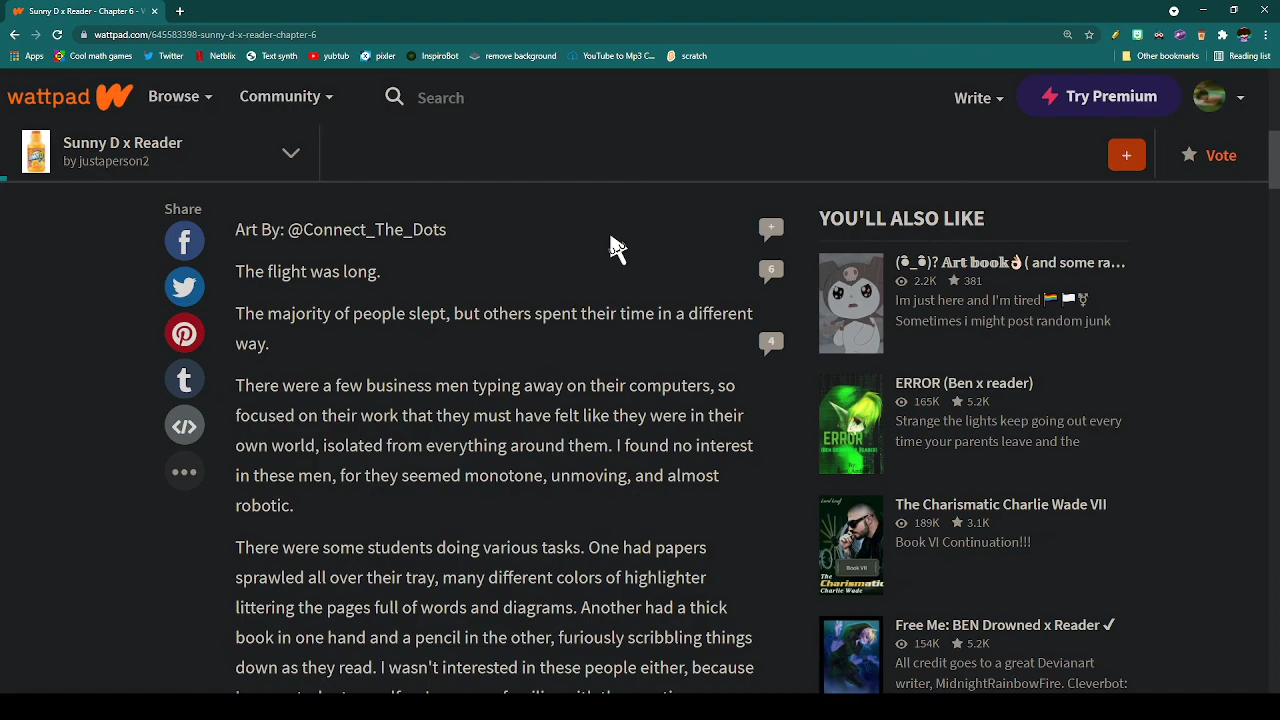 Sunny D x Reader - Chapter 6 - V
wattpad.com/645583398-sunny-d-x-reader-chapter-6
Apps Cool math games Twitter Netblix Text synth yubtub pixler InspiroBot remove background YouTube to Mp3 C... scratch Other bookmarks Reading list
wattpad Browse Community Search Write Try Premium
Sunny D x Reader
by justaperson2
+ Vote
Share
Art By: @Connect_The_Dots
+
The flight was long.
6
The majority of people slept, but others spent their time in a different
way.
4
There were a few business men typing away on their computers, so
focused on their work that they must have felt like they were in their
own world, isolated from everything around them. I found no interest
in these men, for they seemed monotone, unmoving, and almost
robotic.
There were some students doing various tasks. One had papers
sprawled all over their tray, many different colors of highlighter
littering the pages full of words and diagrams. Another had a thick
book in one hand and a pencil in the other, furiously scribbling things
down as they read. I wasn't interested in these people either, because
YOU'LL ALSO LIKE
𝔸𝕣𝕥 𝕓𝕠𝕠𝕜👌🏻( and some ra...
2.2K 381
Im just here and I'm tired 🏳️‍🌈 🏳️⚧
Sometimes i might post random junk
ERROR (Ben x reader)
165K 5.2K
Strange the lights keep going out every
time your parents leave and the
ERROR
The Charismatic Charlie Wade VII
189K 3.1K
Book VI Continuation!!!
Book VII
The
Charismatic
Charlie Wade
Free Me: BEN Drowned x Reader ✓
154K 5.2K
All credit goes to a great Devianart
writer, MidnightRainbowFire. Cleverbot: